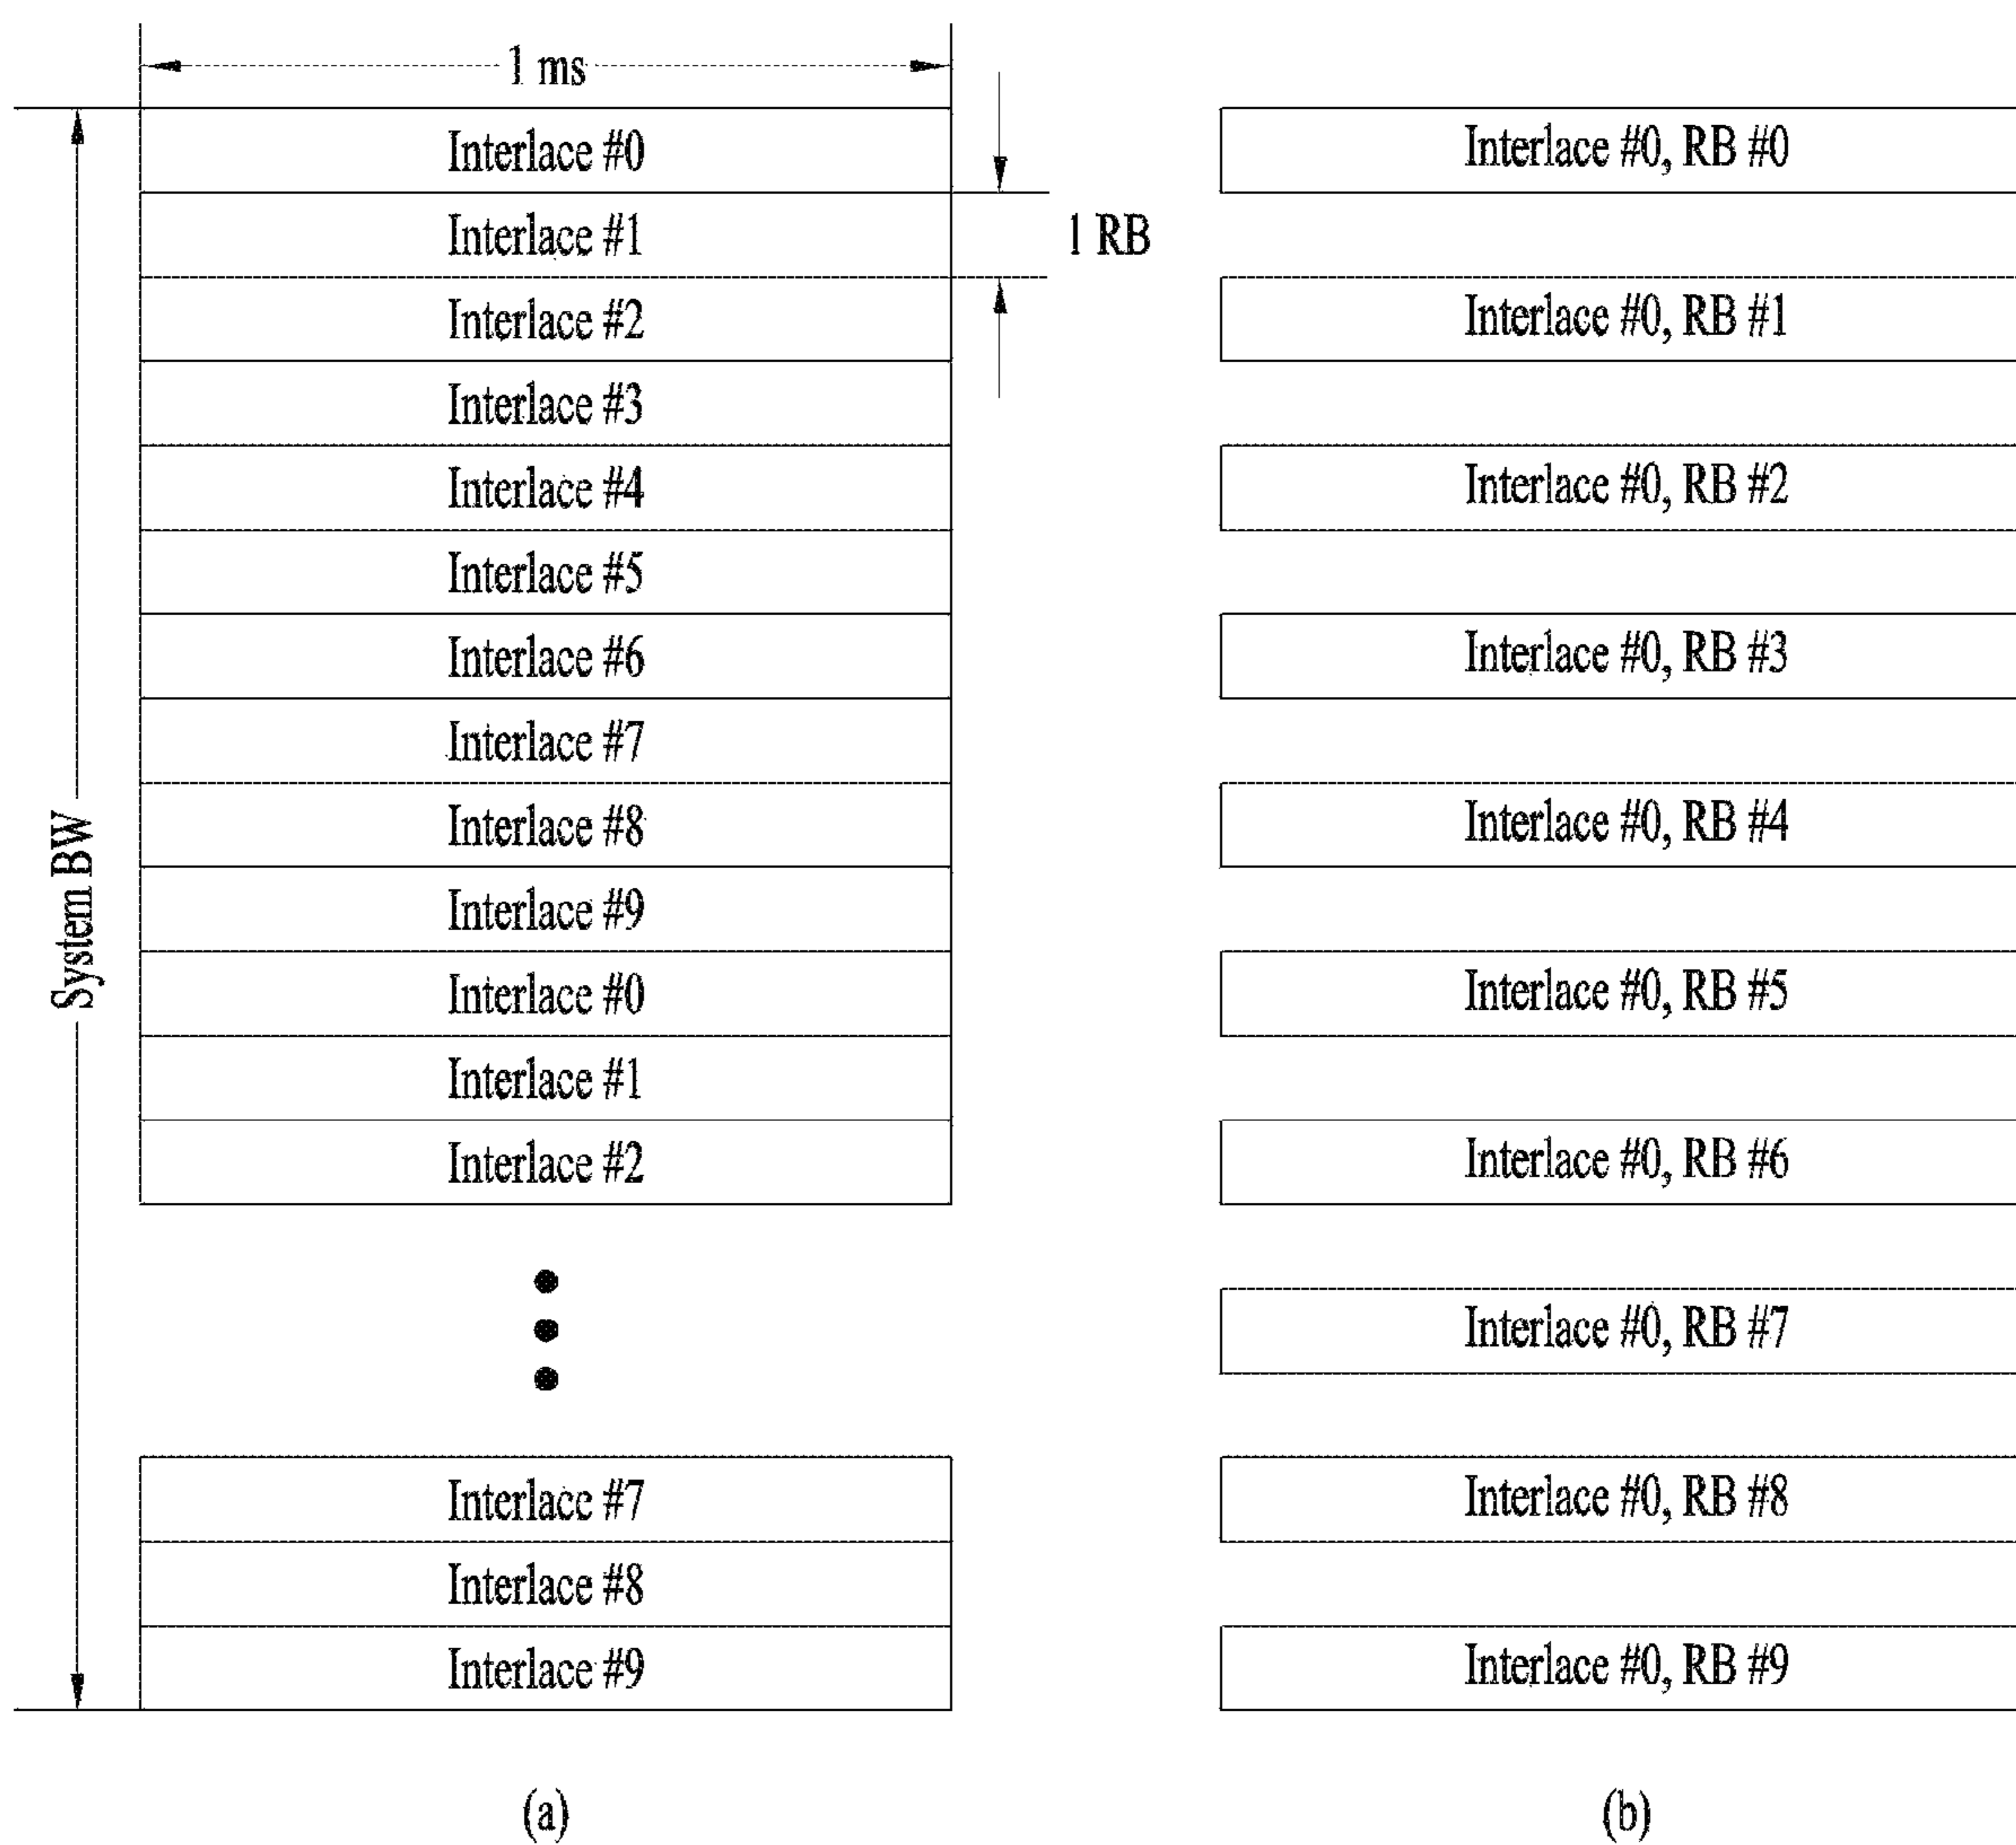 1 ms
System BW
Interlace #0
Interlace #1
1 RB
Interlace #2
Interlace #3
Interlace #4
Interlace #5
Interlace #6
Interlace #7
Interlace #8
Interlace #9
Interlace #0
Interlace #1
Interlace #2
Interlace #7
Interlace #8
Interlace #9
(a)
Interlace #0, RB #0
Interlace #0, RB #1
Interlace #0, RB #2
Interlace #0, RB #3
Interlace #0, RB #4
Interlace #0, RB #5
Interlace #0, RB #6
Interlace #0, RB #7
Interlace #0, RB #8
Interlace #0, RB #9
(b)